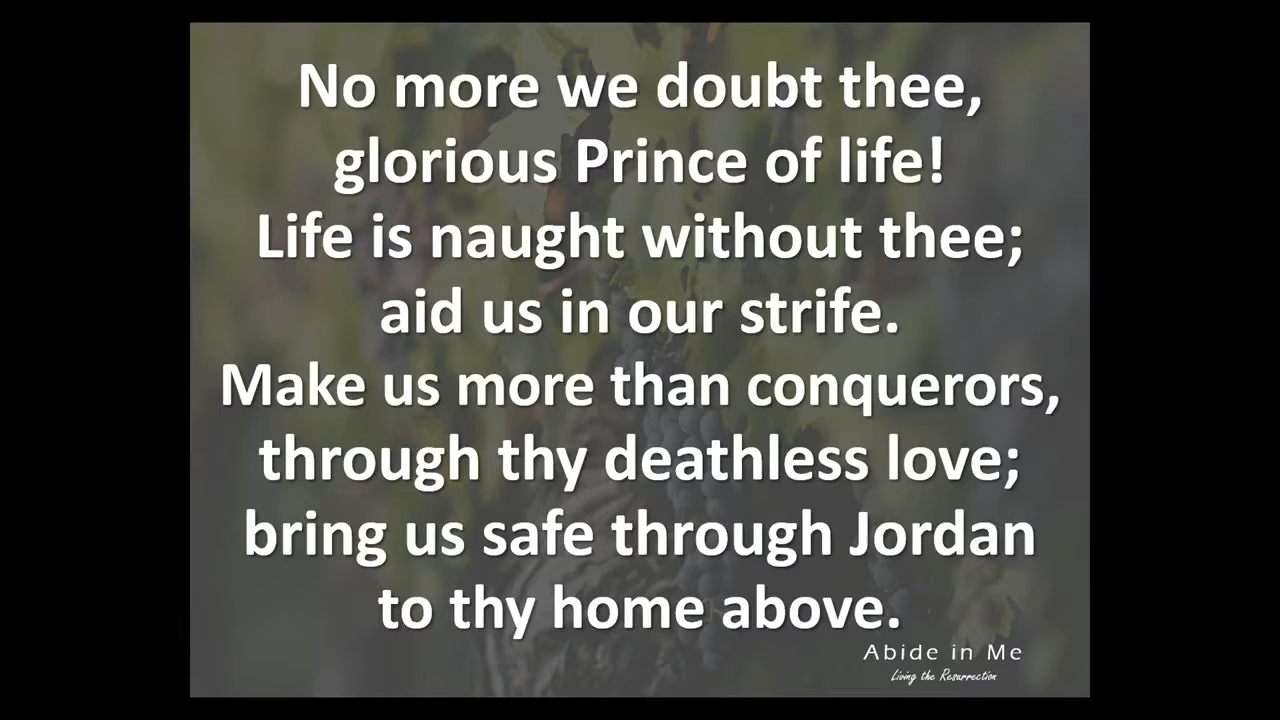 No more we doubt thee,
glorious Prince of life!
Life is naught without thee;
aid us in our strife.
Make us more than conquerors,
through thy deathless love;
bring us safe through Jordan
to thy home above.
Abide in Me
Living the Resurrection